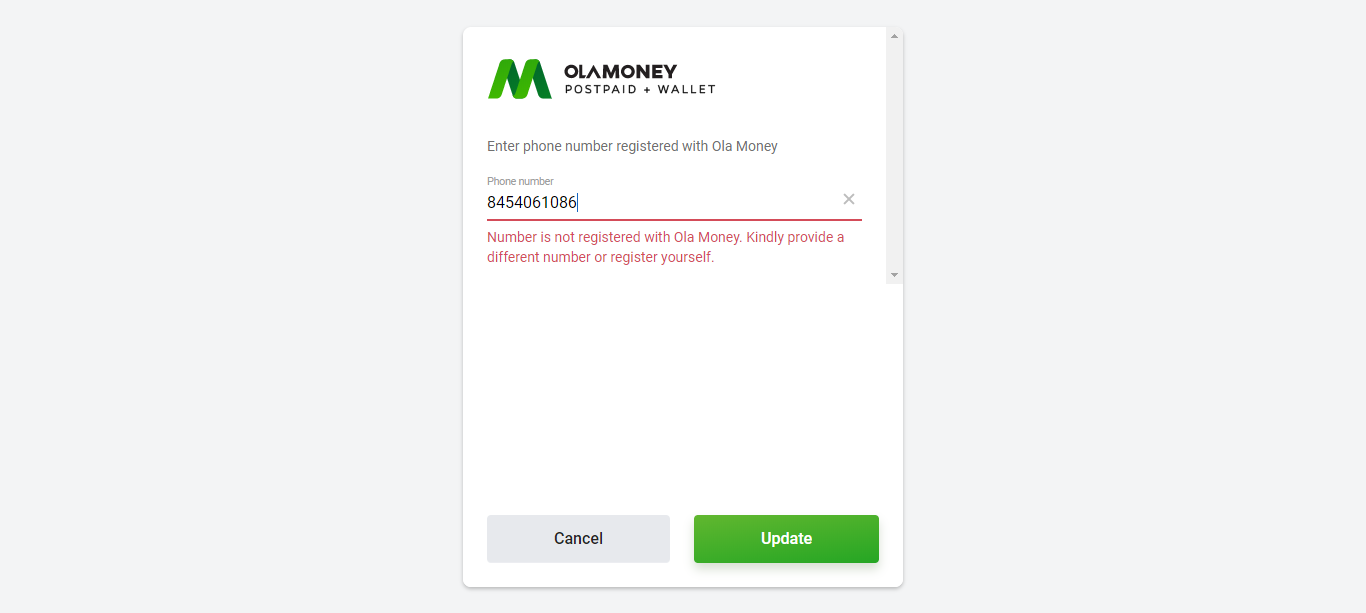 OLAMONEY
POSTPAID + WALLET
Enter phone number registered with Ola Money
Phone number
8454061086
Number is not registered with Ola Money. Kindly provide a
different number or register yourself.
Cancel
Update